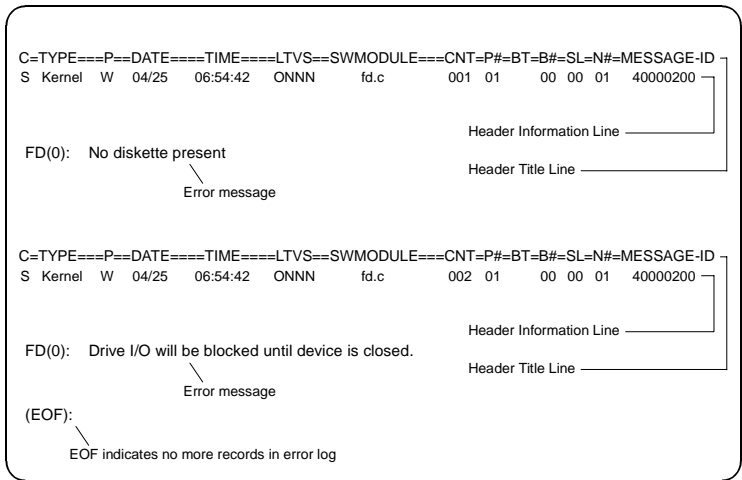 C=TYPE===P==DATE====TIME====LTVS==SWMODULE===CNT=P#=BT=B#=SL=N#=MESSAGE-ID
S Kernel W 04/25 06:54:42 ONNN fd.c 001 01 00 00 01 40000200
Header Information Line
FD(0): No diskette present
Header Title Line
Error message
C=TYPE===P==DATE====TIME====LTVS==SWMODULE===CNT=P#=BT=B#=SL=N#=MESSAGE-ID
S Kernel W 04/25 06:54:42 ONNN fd.c 002 01 00 00 01 40000200
Header Information Line
FD(0): Drive I/O will be blocked until device is closed.
Header Title Line
Error message
(EOF):
EOF indicates no more records in error log